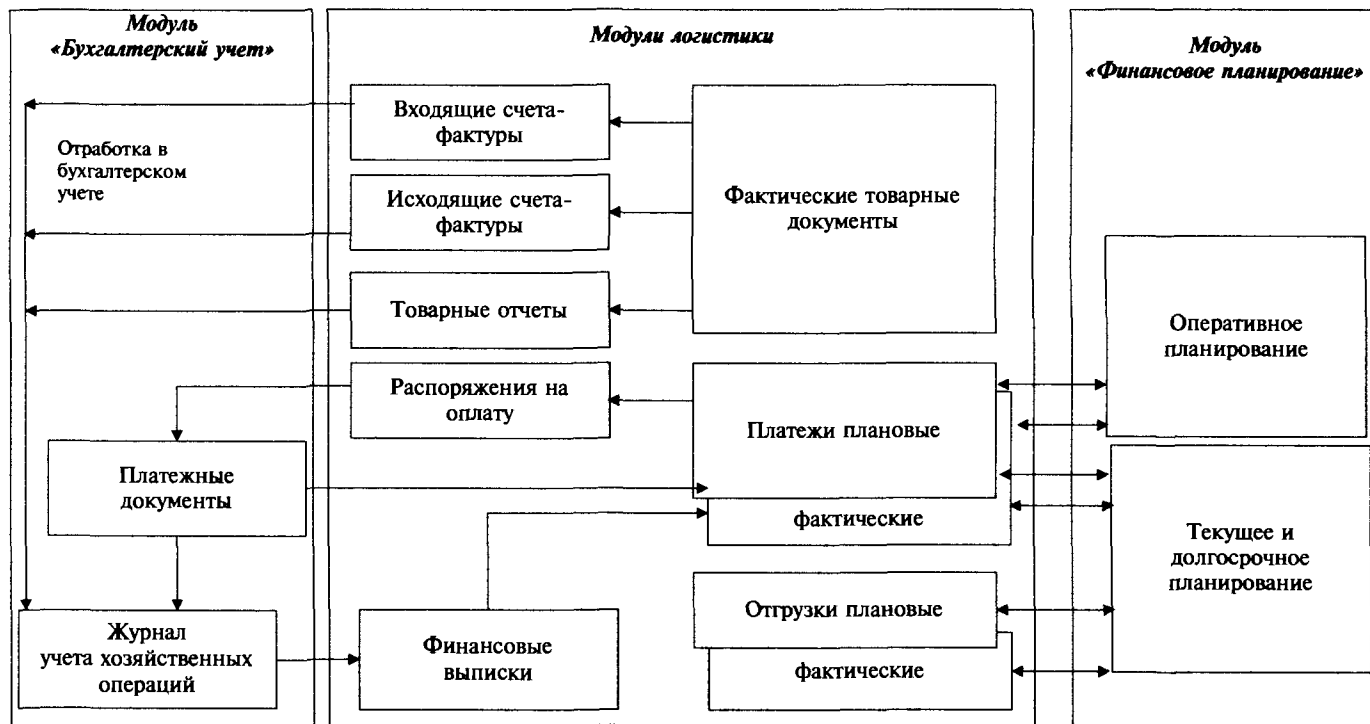 Модуль
«Бухгалтерский учет»
Модули логистики
Модуль
«Финансовое планирование»
Отработка в
бухгалтерском
учете
Входящие счета-
фактуры
Исходящие счета-
фактуры
Товарные отчеты
Распоряжения на
оплату
Фактические товарные
документы
Оперативное
планирование
Платежи плановые
фактические
Платежные
документы
Текущее и
долгосрочное
планирование
Отгрузки плановые
фактические
Журнал
учета хозяйственных
операций
Финансовые
выписки